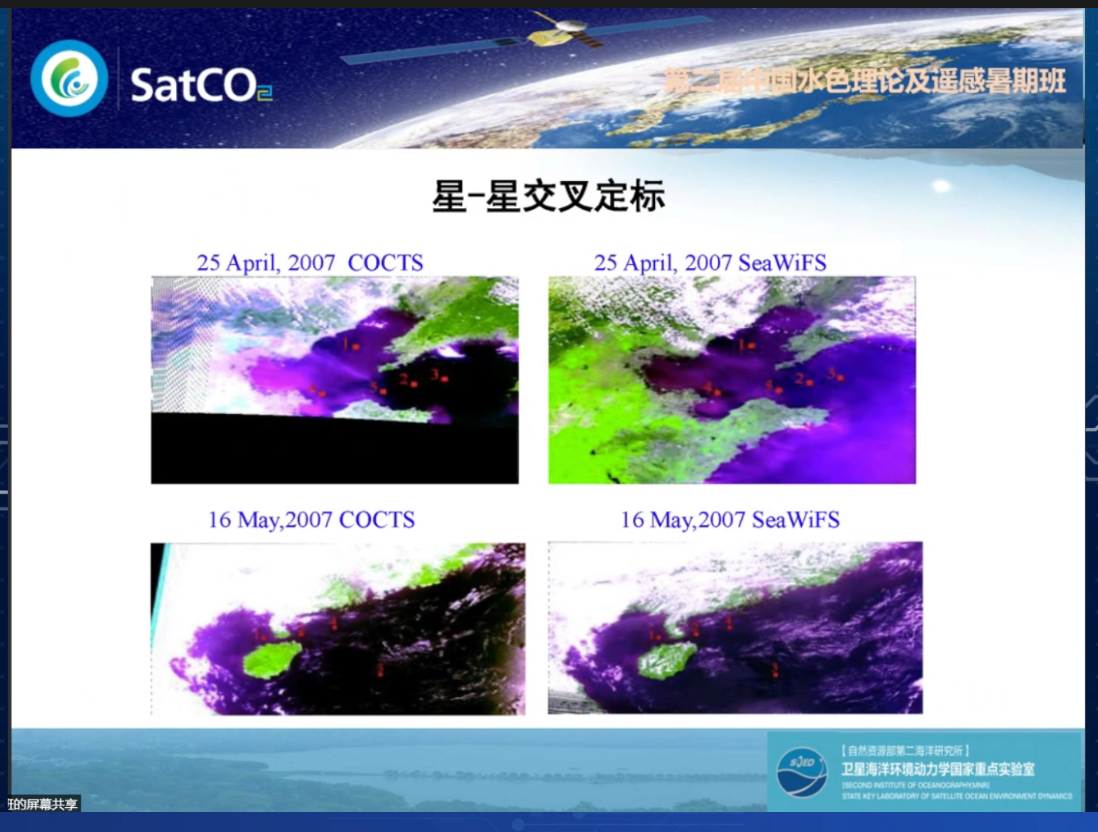 SatCO2
第二届中国水色理论及遥感暑期班
星-星交叉定标
25 April, 2007 COCTS
25 April, 2007 SeaWiFS
1
2
3
4
5
1
2
3
4
5
16 May,2007 COCTS
16 May,2007 SeaWiFS
1
2
4
3
1
2
4
3
SOED
【自然资源部第二海洋研究所】
卫星海洋环境动力学国家重点实验室
[SECOND INSTITUTE OF OCEANOGRAPHY,MNR]
STATE KEY LABORATORY OF SATELLITE OCEAN ENVIRONMENT DYNAMICS
的屏幕共享